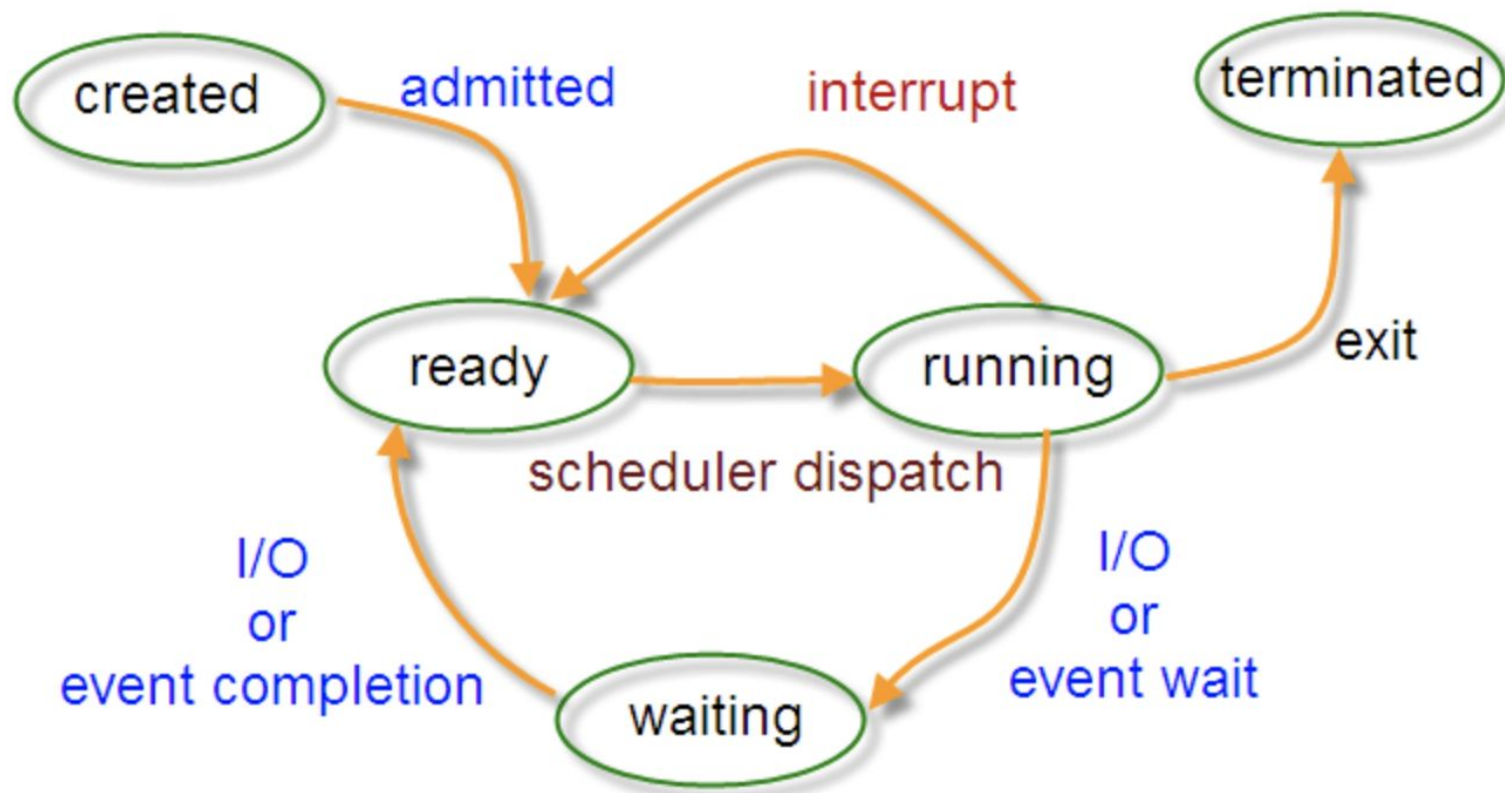 created
admitted
interrupt
terminated
ready
running
exit
scheduler dispatch
I/O
or
event completion
I/O
or
event wait
waiting